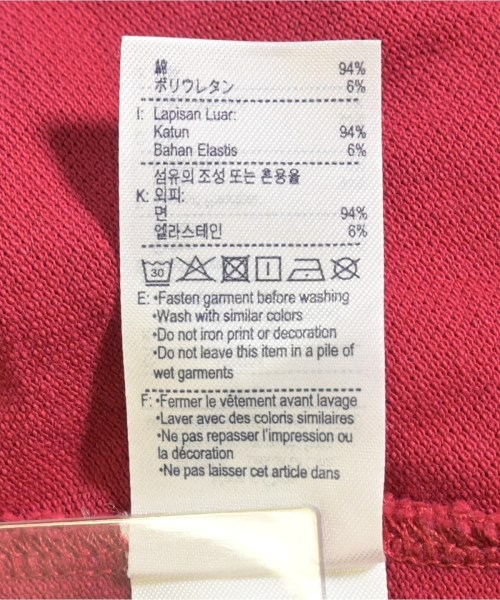 綿 94%
ポリウレタン 6%
I: Lapisan Luar:
Katun 94%
Bahan Elastis 6%
섬유의 조성 또는 혼용율
K: 외피:
면 94%
엘라스테인 6%
30
E: •Fasten garment before washing
•Wash with similar colors
•Do not iron print or decoration
•Do not leave this item in a pile of
wet garments
F: •Fermer le vêtement avant lavage
•Laver avec des coloris similaires
•Ne pas repasser l'impression ou
la décoration
•Ne pas laisser cet article dans